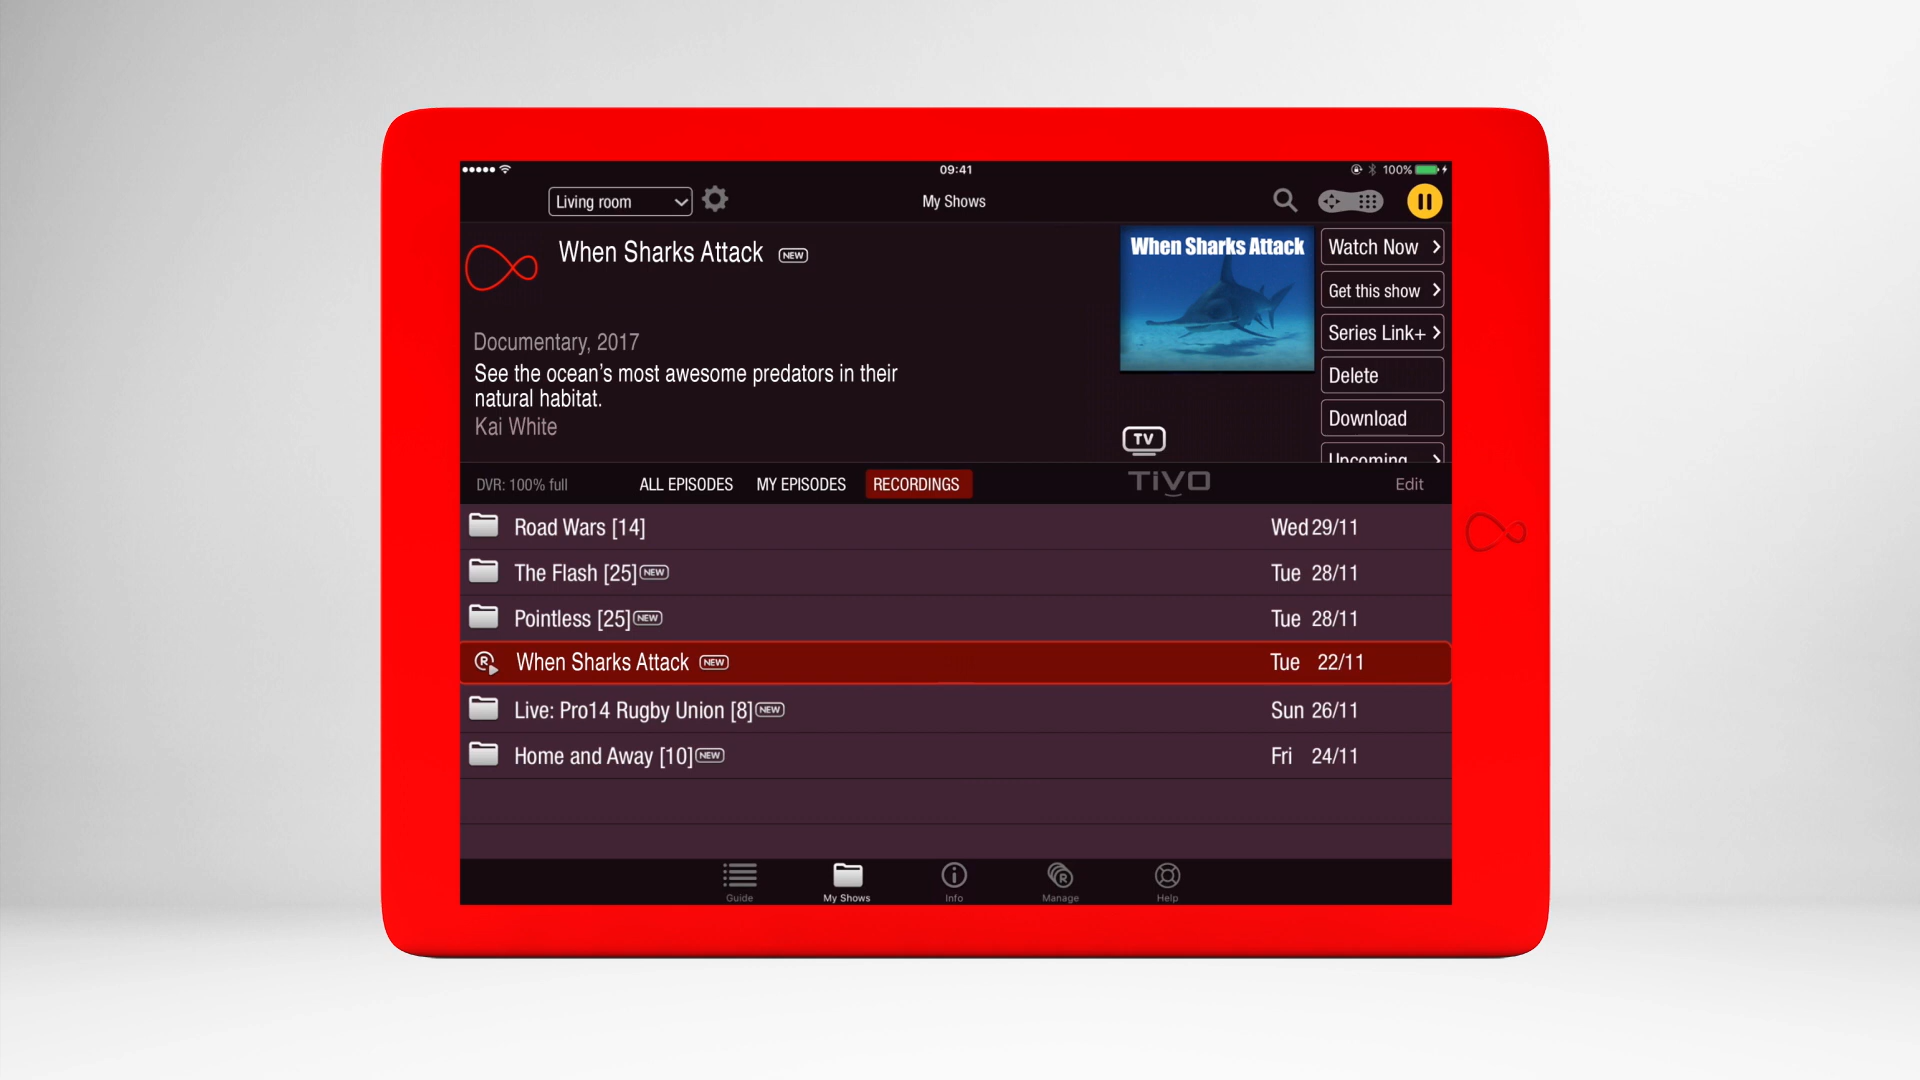 09:41
100%
Living room
My Shows
When Sharks Attack NEW
Documentary, 2017
See the ocean's most awesome predators in their
natural habitat.
Kai White
When Sharks Attack
TV
Watch Now
Get this show
Series Link+
Delete
Download
Upcoming
DVR: 100% full
ALL EPISODES
MY EPISODES
RECORDINGS
TiVO
Edit
Road Wars [14] Wed 29/11
The Flash [25] NEW Tue 28/11
Pointless [25] NEW Tue 28/11
R When Sharks Attack NEW Tue 22/11
Live: Pro14 Rugby Union [8] NEW Sun 26/11
Home and Away [10] NEW Fri 24/11
Guide
My Shows
Info
R
Manage
Help